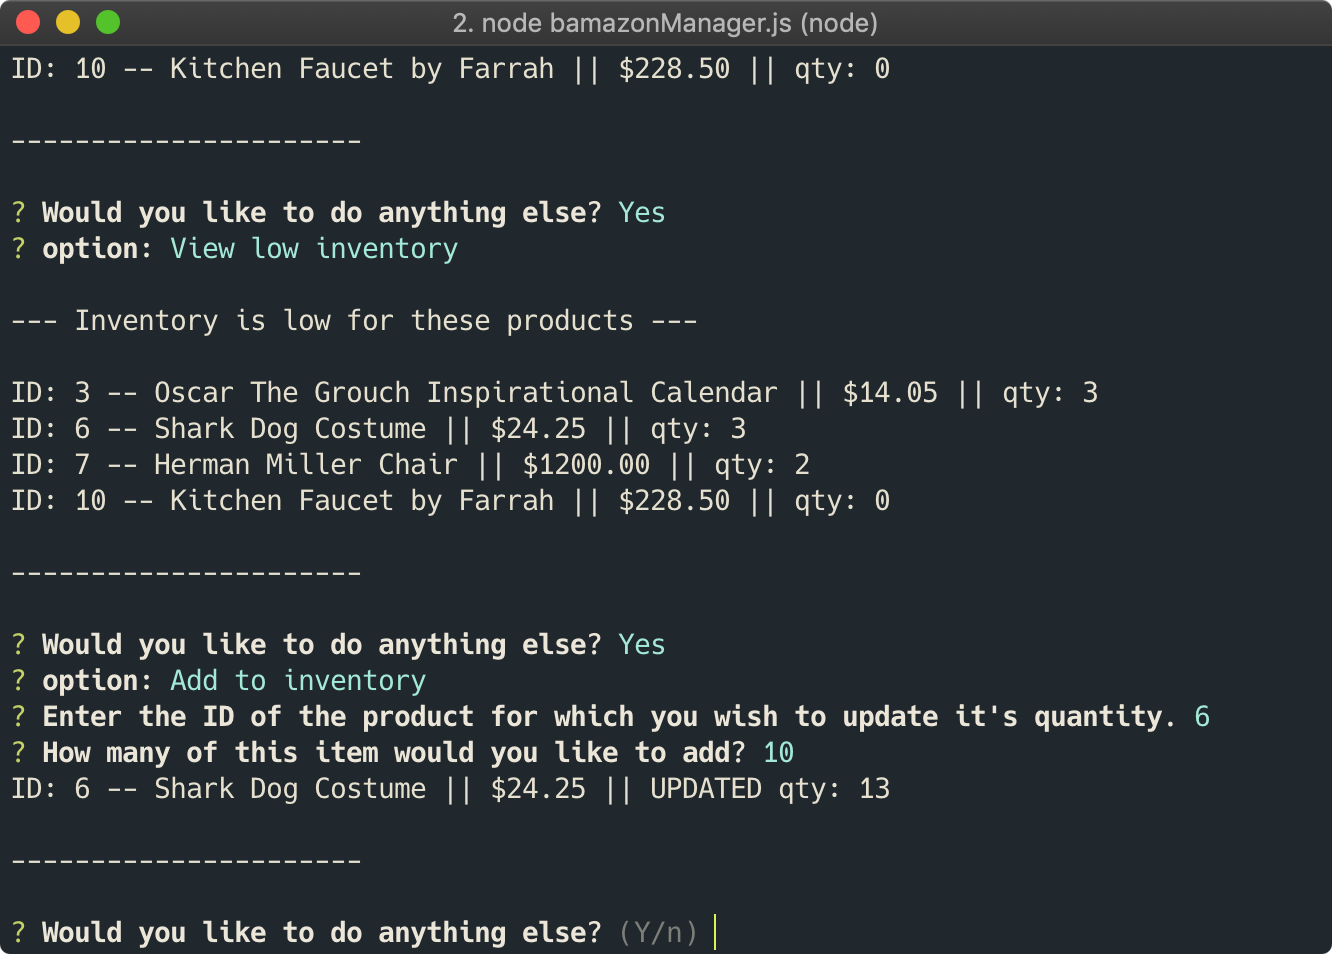 2. node bamazonManager.js (node)
ID: 10 -- Kitchen Faucet by Farrah || $228.50 || qty: 0
----------------------
? Would you like to do anything else? Yes
? option: View low inventory
--- Inventory is low for these products ---
ID: 3 -- Oscar The Grouch Inspirational Calendar || $14.05 || qty: 3
ID: 6 -- Shark Dog Costume || $24.25 || qty: 3
ID: 7 -- Herman Miller Chair || $1200.00 || qty: 2
ID: 10 -- Kitchen Faucet by Farrah || $228.50 || qty: 0
----------------------
? Would you like to do anything else? Yes
? option: Add to inventory
? Enter the ID of the product for which you wish to update it's quantity. 6
? How many of this item would you like to add? 10
ID: 6 -- Shark Dog Costume || $24.25 || UPDATED qty: 13
----------------------
? Would you like to do anything else? (Y/n)